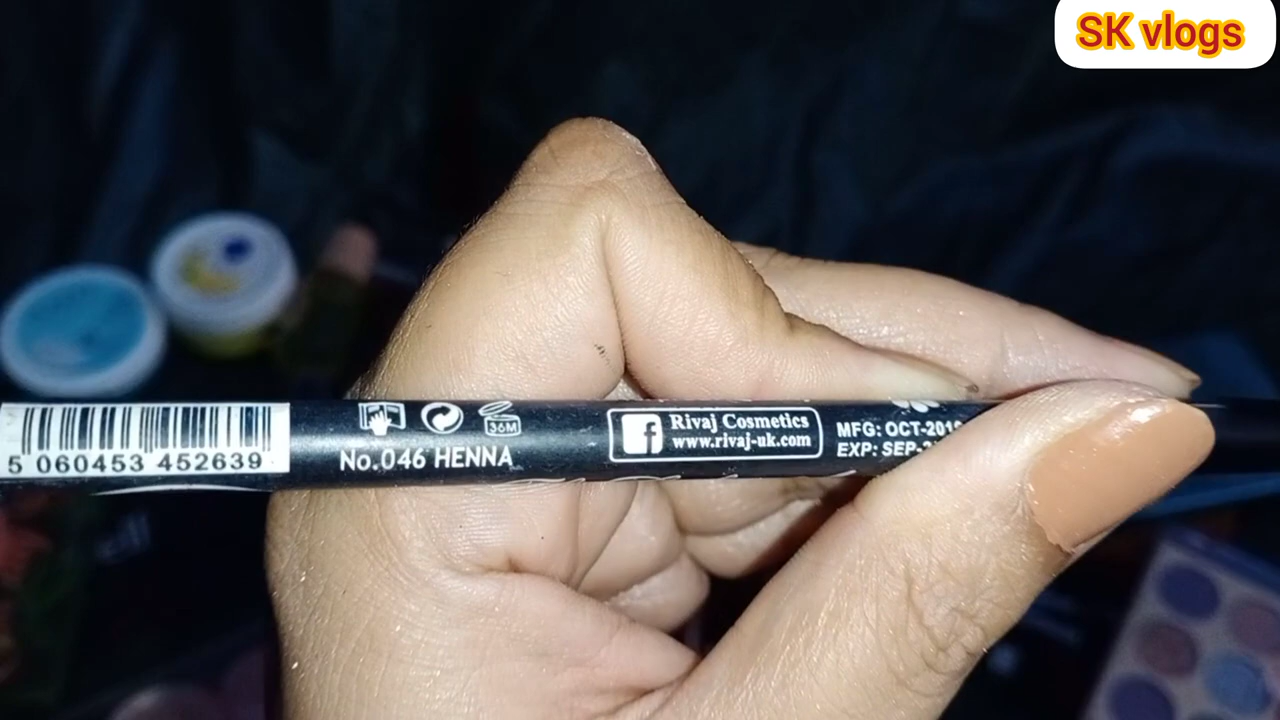 SK vlogs
36M
Rivaj Cosmetics
www.rivaj-uk.com
MFG: OCT-201
EXP: SEP-2
No.046 HENNA
5 060453 452639